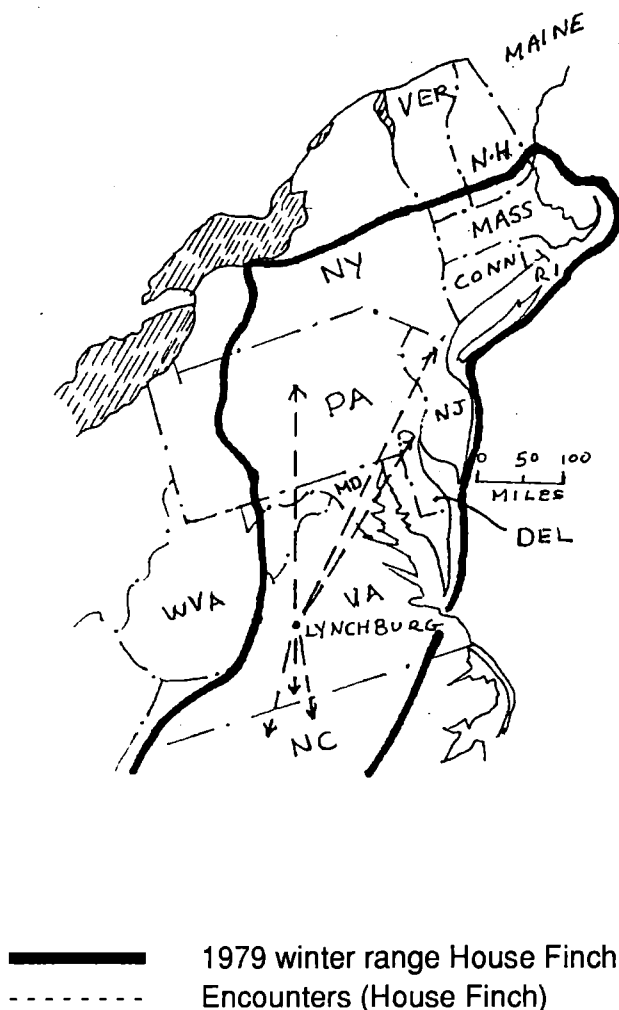 MAINE
VER
N.H.
MASS
CONN
R I
NY
PA
NJ
0 50 100
MILES
MD
DEL
WVA
VA
LYNCHBURG
NC
1979 winter range House Finch
Encounters (House Finch)